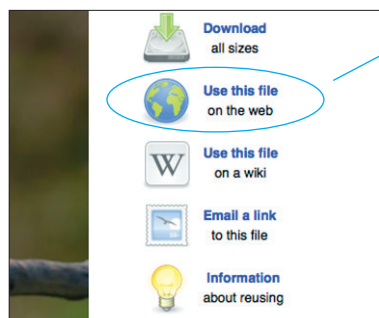 Download
all sizes
Use this file
on the web
W
Use this file
on a wiki
Email a link
to this file
Information
about reusing